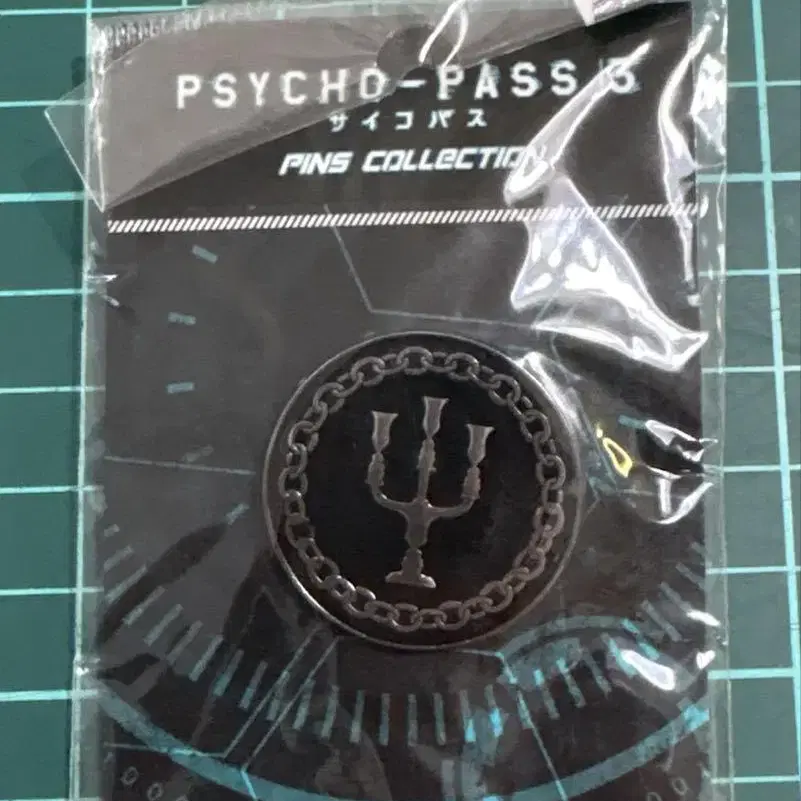 PSYCHO-PASS 3
サイコパス
PINS COLLECTION